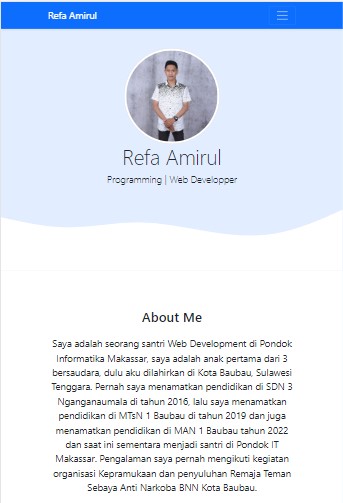 Refa Amirul
Refa Amirul
Programming | Web Developper
About Me
Saya adalah seorang santri Web Development di Pondok
Informatika Makassar, saya adalah anak pertama dari 3
bersaudara, dulu aku dilahirkan di Kota Baubau, Sulawesi
Tenggara. Pernah saya menamatkan pendidikan di SDN 3
Nganganaumala di tahun 2016, lalu saya menamatkan
pendidikan di MTsN 1 Baubau di tahun 2019 dan juga
menamatkan pendidikan di MAN 1 Baubau tahun 2022
dan saat ini sementara menjadi santri di Pondok IT
Makassar. Pengalaman saya pernah mengikuti kegiatan
organisasi Kepramukaan dan penyuluhan Remaja Teman
Sebaya Anti Narkoba BNN Kota Baubau.